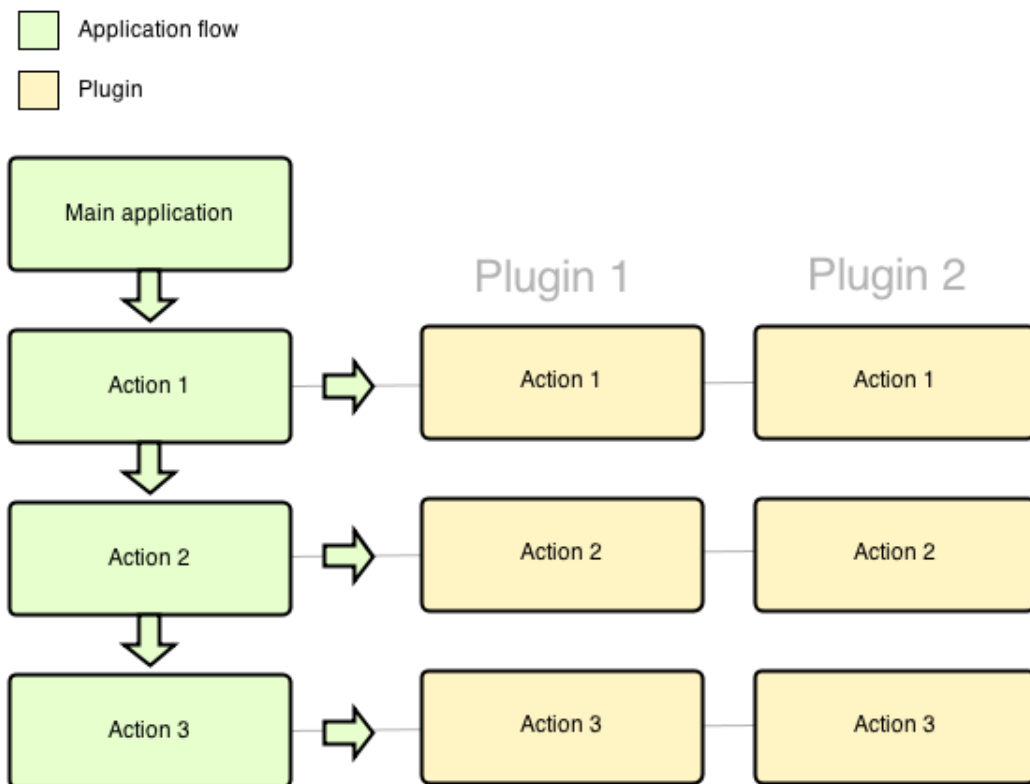 Application flow
Plugin
Main application
Plugin 1
Plugin 2
Action 1
Action 1
Action 1
Action 2
Action 2
Action 2
Action 3
Action 3
Action 3